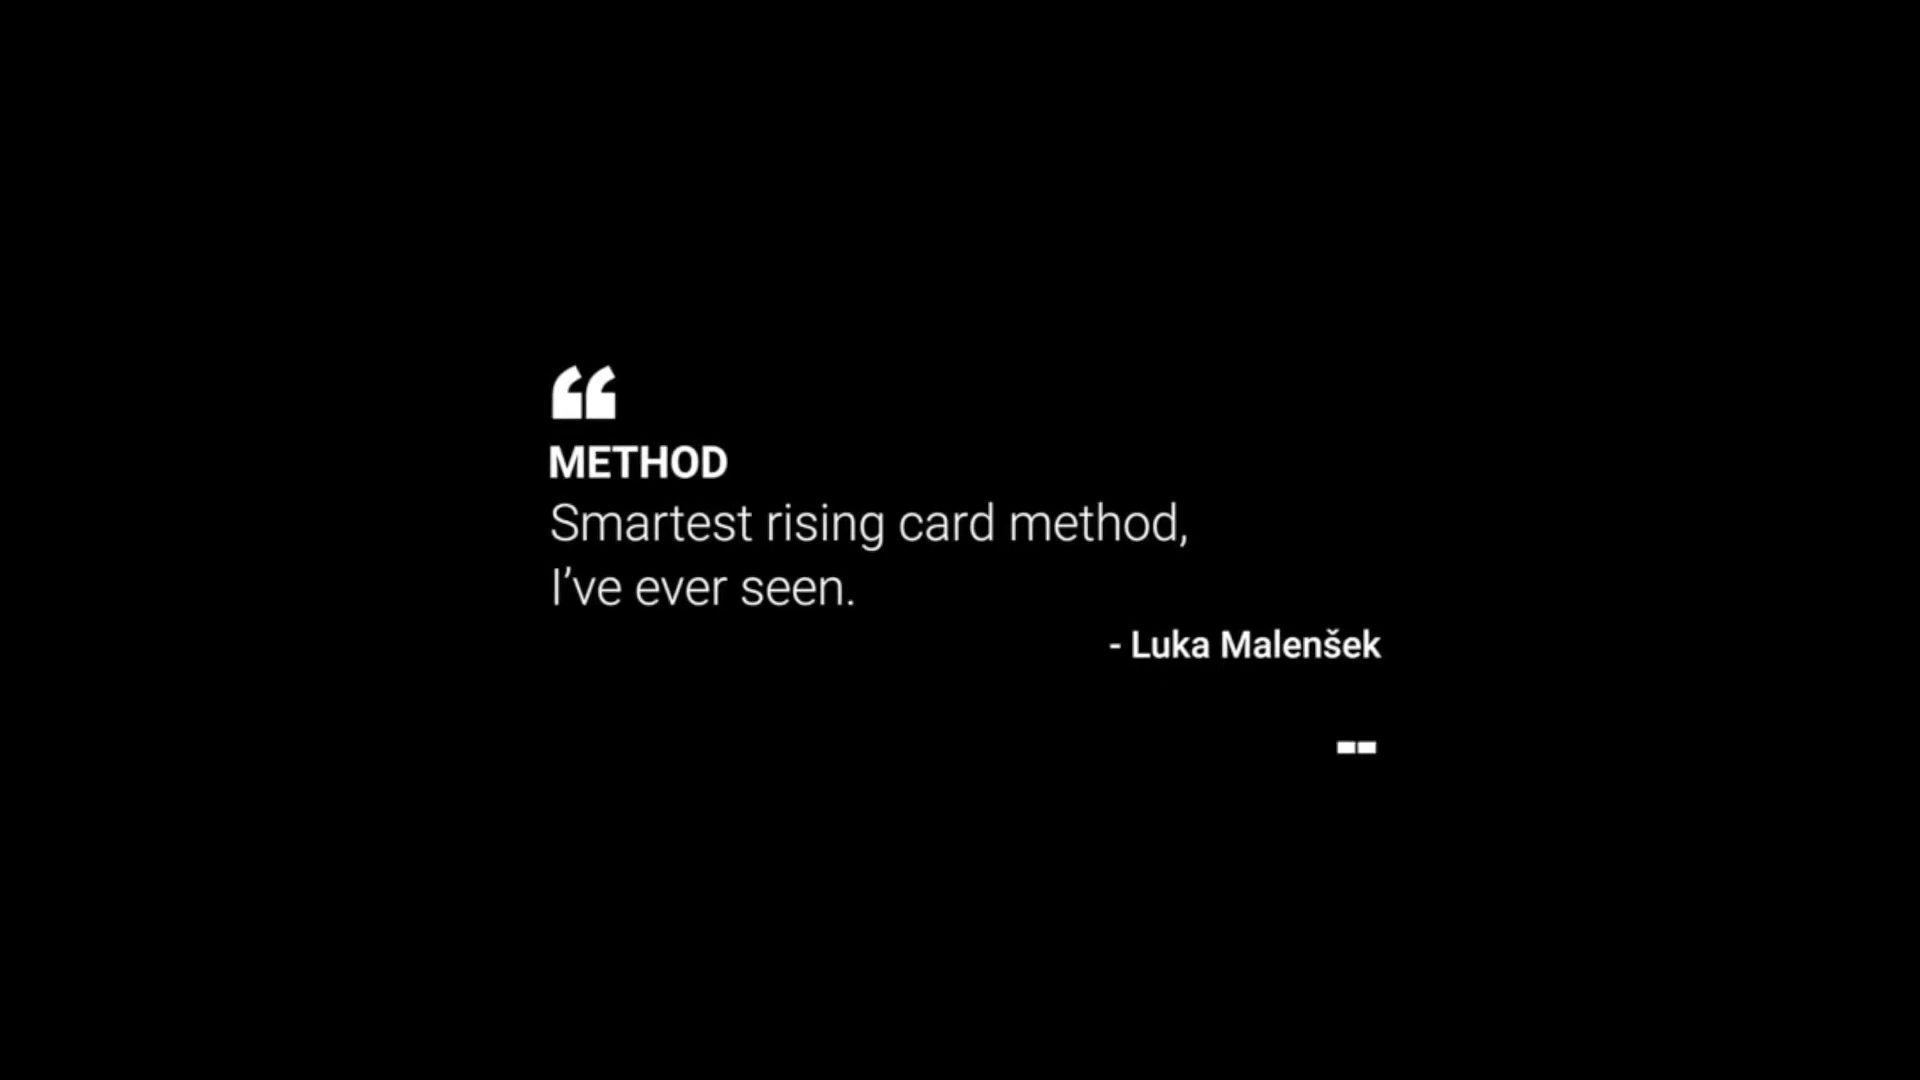 “
METHOD
Smartest rising card method,
I’ve ever seen.
- Luka Malenšek